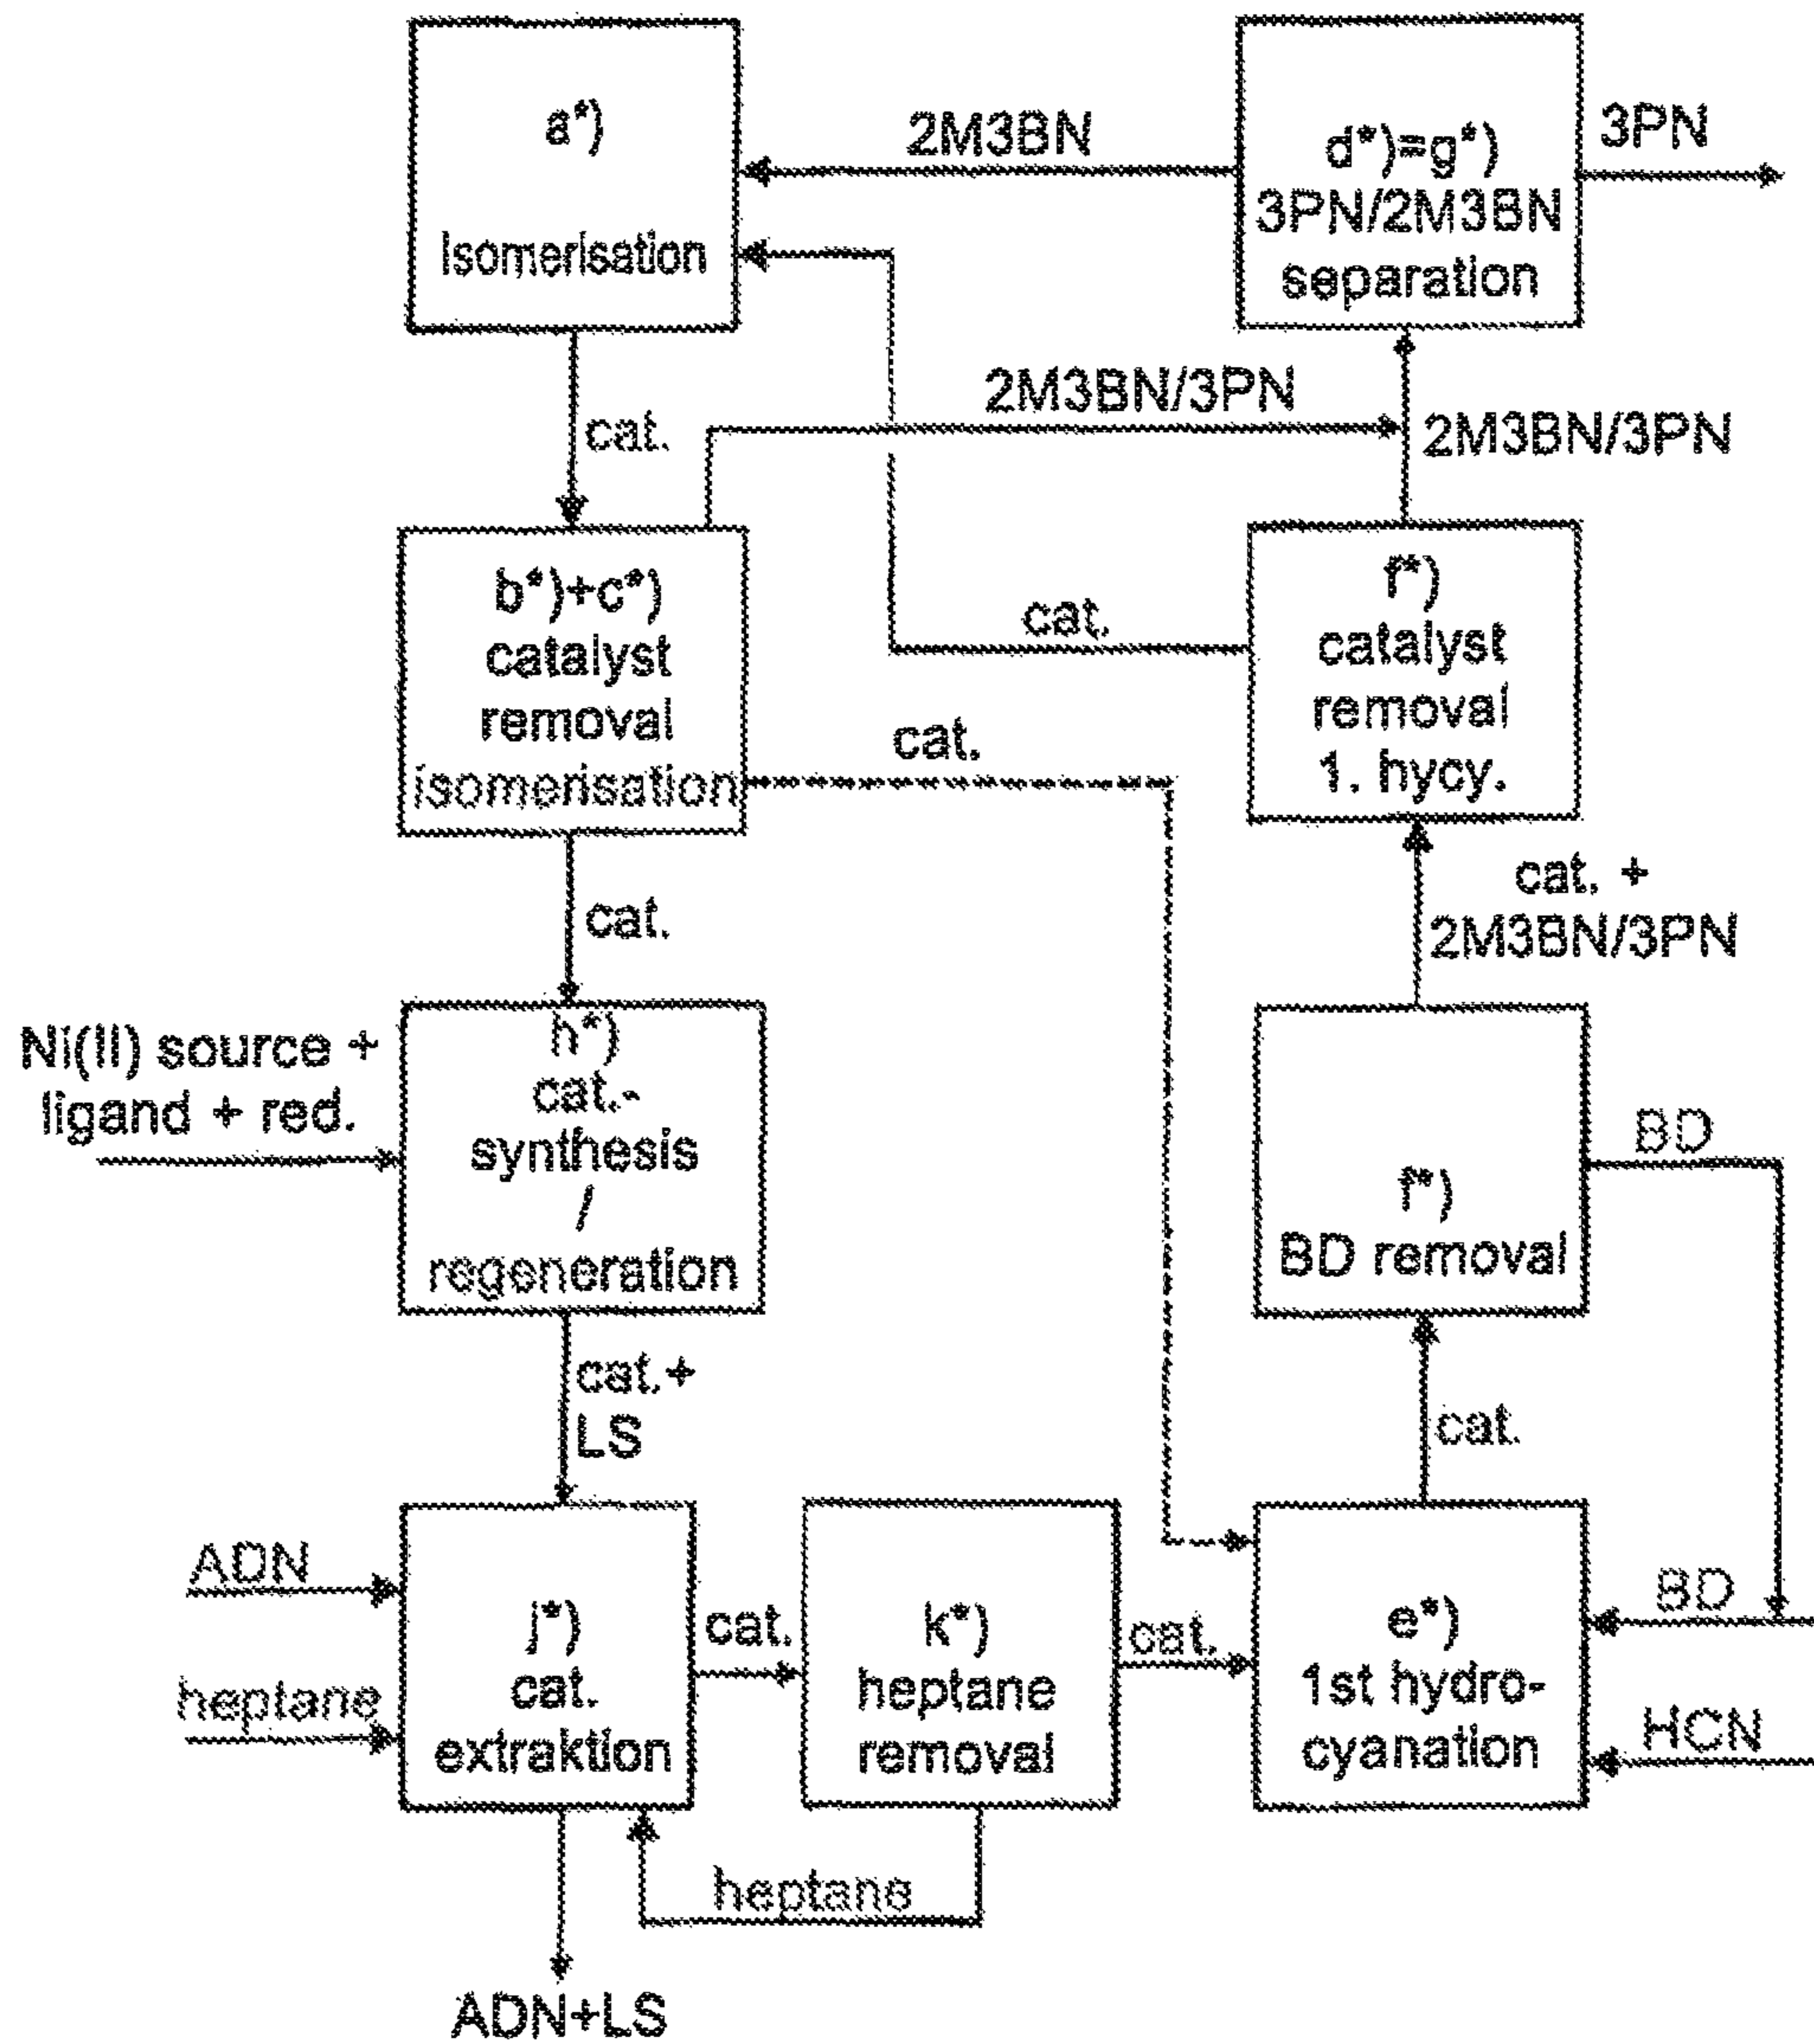 a*)
Isomerisation
2M3BN
d*)=g*)
3PN/2M3BN
separation
3PN
cat.
2M3BN/3PN
2M3BN/3PN
b*)+c*)
catalyst
removal
isomerisation
cat.
cat.
f*)
catalyst
removal
1. hycy.
cat.
cat. +
2M3BN/3PN
Ni(II) source +
ligand + red.
h*)
cat.-
synthesis
/
regeneration
f*)
BD removal
BD
cat.+
LS
cat.
ADN
heptane
j*)
cat.
extraktion
cat.
k*)
heptane
removal
cat.
e*)
1st hydro-
cyanation
BD
HCN
heptane
ADN+LS